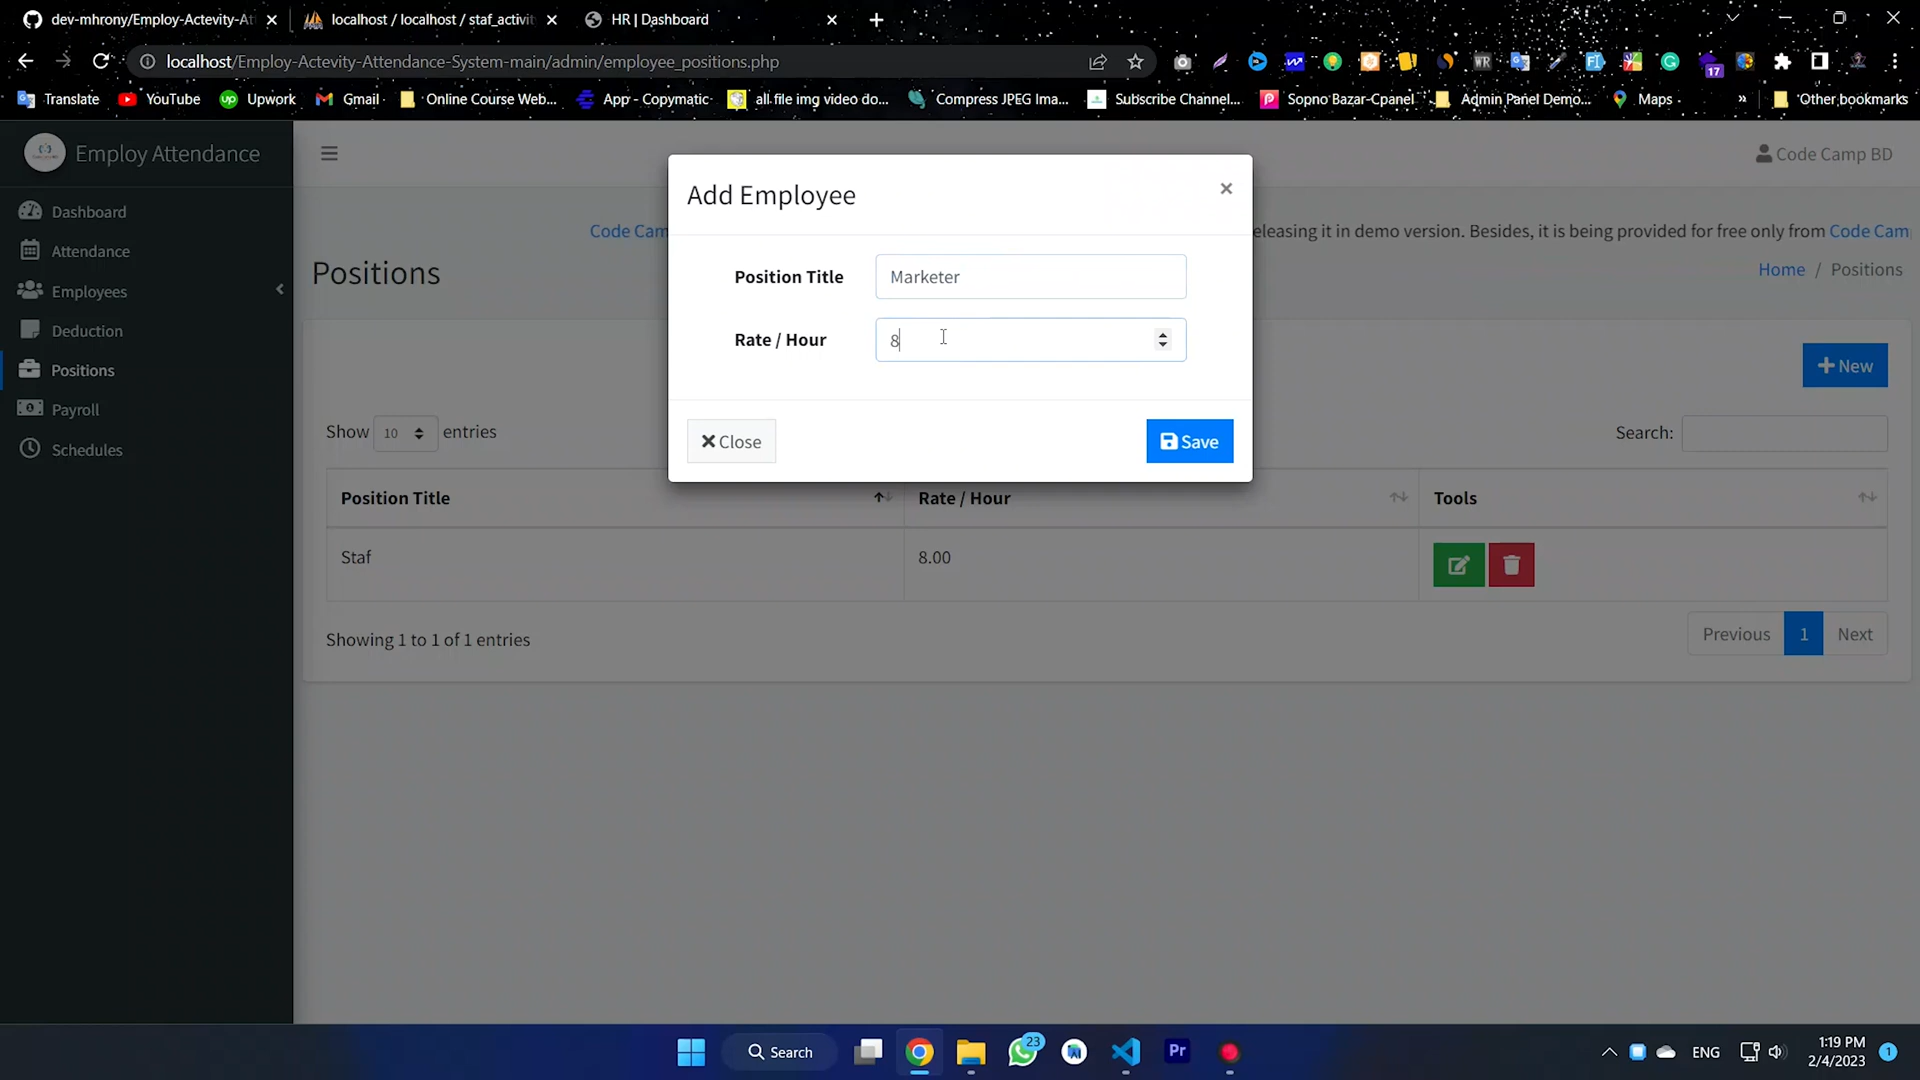 dev-mhrony/Employ-Actevity-At
localhost / localhost / staf_activit
HR | Dashboard
localhost/Employ-Actevity-Attendance-System-main/admin/employee_positions.php
17
Translate
YouTube
Upwork
Gmail
Online Course Web...
App - Copymatic
all file img video do...
Compress JPEG Ima...
Subscribe Channel...
Sopno Bazar-Cpanel
Admin Panel Demo...
Maps
»
Other bookmarks
Employ Attendance
Code Camp BD
Dashboard
Attendance
Employees
Deduction
Positions
Payroll
Schedules
Code Cam
eleasing it in demo version. Besides, it is being provided for free only from Code Cam
Positions
Home / Positions
Add Employee
×
Position Title
Marketer
Rate / Hour
8
Close
Save
New
Show 10 entries
Search:
Position Title
Rate / Hour
Tools
Staf
8.00
Showing 1 to 1 of 1 entries
Previous
1
Next
Search
23
Pr
ENG
1:19 PM
2/4/2023
1